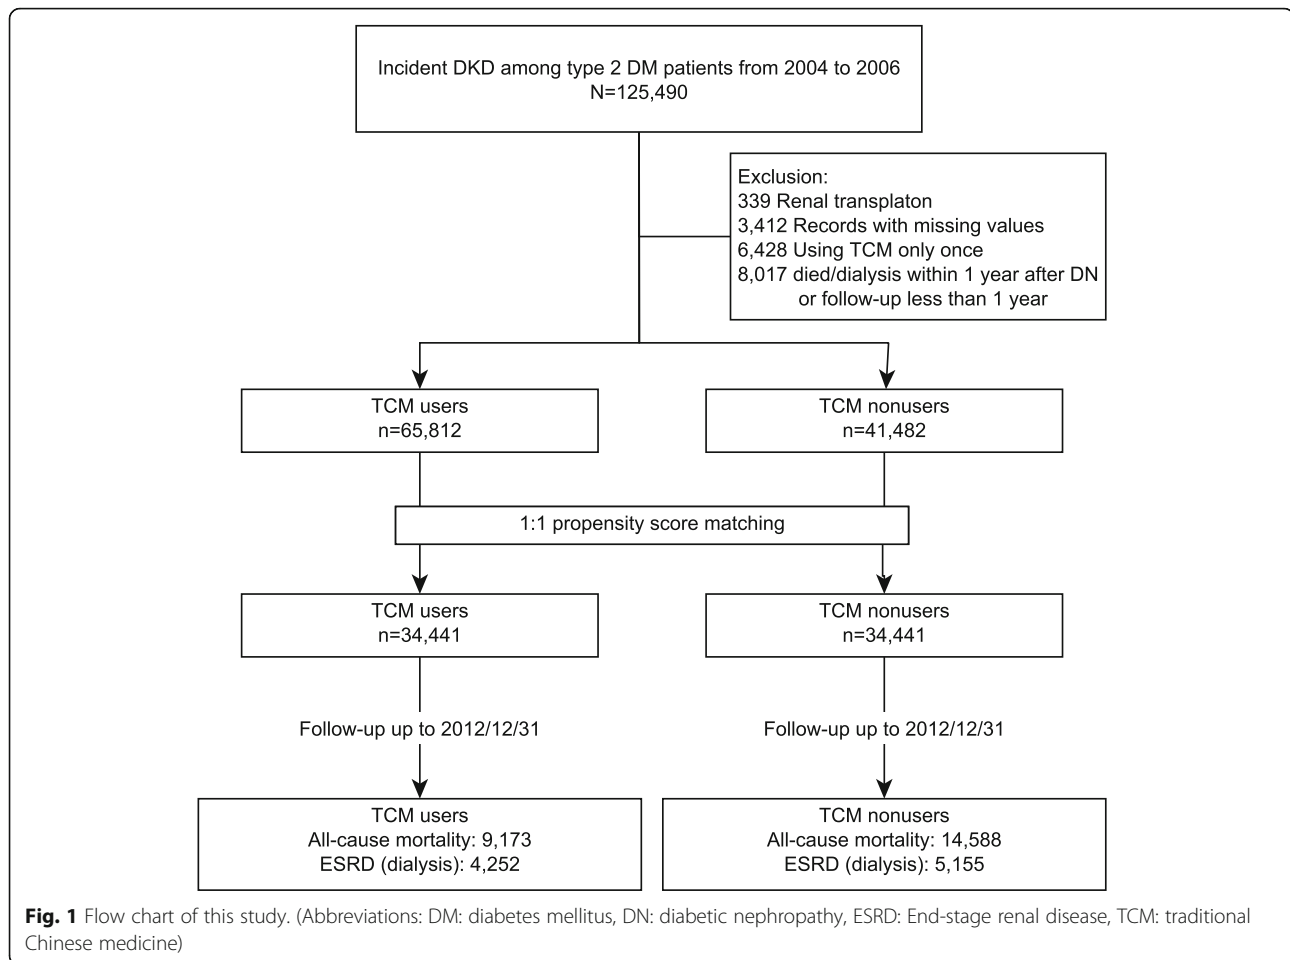 Incident DKD among type 2 DM patients from 2004 to 2006
N=125,490
Exclusion:
339 Renal transplaton
3,412 Records with missing values
6,428 Using TCM only once
8,017 died/dialysis within 1 year after DN
or follow-up less than 1 year
TCM users
n=65,812
TCM nonusers
n=41,482
1:1 propensity score matching
TCM users
n=34,441
TCM nonusers
n=34,441
Follow-up up to 2012/12/31
Follow-up up to 2012/12/31
TCM users
All-cause mortality: 9,173
ESRD (dialysis): 4,252
TCM nonusers
All-cause mortality: 14,588
ESRD (dialysis): 5,155
Fig. 1 Flow chart of this study. (Abbreviations: DM: diabetes mellitus, DN: diabetic nephropathy, ESRD: End-stage renal disease, TCM: traditional
Chinese medicine)